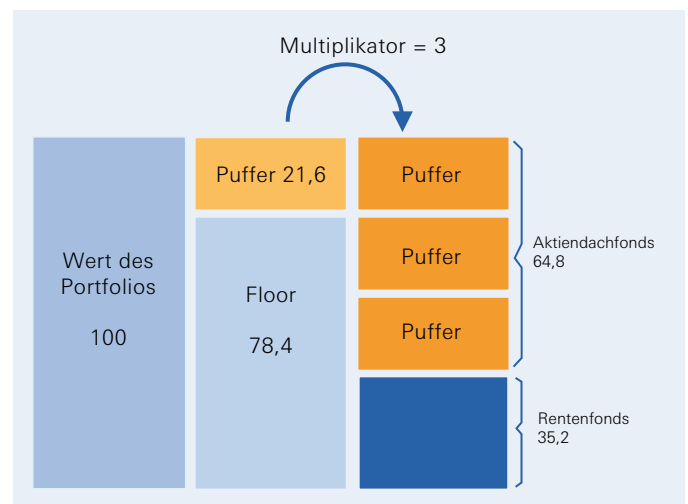 Multiplikator = 3
Wert des
Portfolios
100
Puffer 21,6
Floor
78,4
Puffer
Puffer
Puffer
Aktiendachfonds
64,8
Rentenfonds
35,2